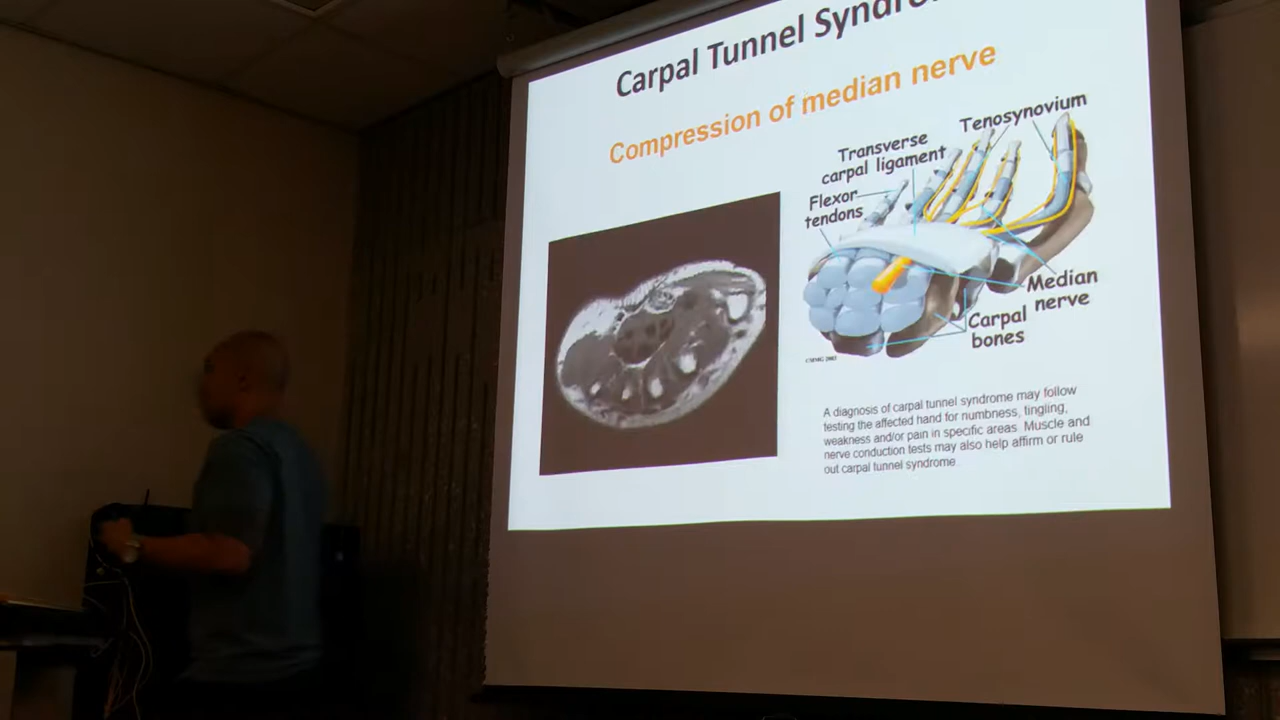 Carpal Tunnel
Compression of median nerve
Tenosynovium
Transverse
carpal ligament
Flexor
tendons
Median
nerve
Carpal
bones
A diagnosis of carpal tunnel syndrome may follow
testing the affected hand for numbness, tingling,
weakness and/or pain in specific areas. Muscle and
nerve conduction tests may also help affirm or rule
out carpal tunnel syndrome.